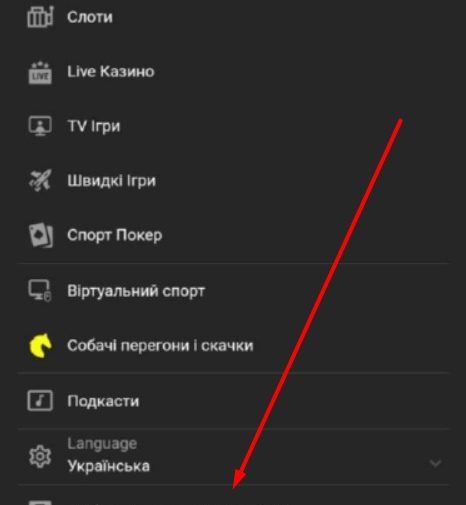 Слоти
LIVE
Live Казино
TV Ігри
Швидкі Ігри
Спорт Покер
Віртуальний спорт
Собачі перегони і скачки
Подкасти
Language
Українська